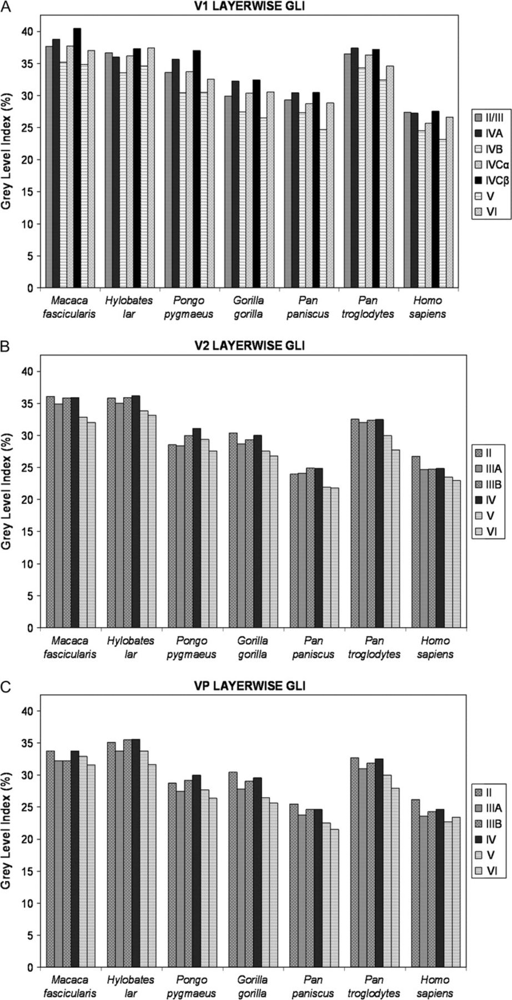 A
V1 LAYERWISE GLI
Grey Level Index (%)
40
35
30
25
20
15
10
5
0
Macaca fascicularis
Hylobates lar
Pongo pygmaeus
Gorilla gorilla
Pan paniscus
Pan troglodytes
Homo sapiens
II/III
IVA
IVB
IVCα
IVCβ
V
VI
B
V2 LAYERWISE GLI
Grey Level Index (%)
40
35
30
25
20
15
10
5
0
Macaca fascicularis
Hylobates lar
Pongo pygmaeus
Gorilla gorilla
Pan paniscus
Pan troglodytes
Homo sapiens
II
IIIA
IIIB
IV
V
VI
C
VP LAYERWISE GLI
Grey Level Index (%)
40
35
30
25
20
15
10
5
0
Macaca fascicularis
Hylobates lar
Pongo pygmaeus
Gorilla gorilla
Pan paniscus
Pan troglodytes
Homo sapiens
II
IIIA
IIIB
IV
V
VI